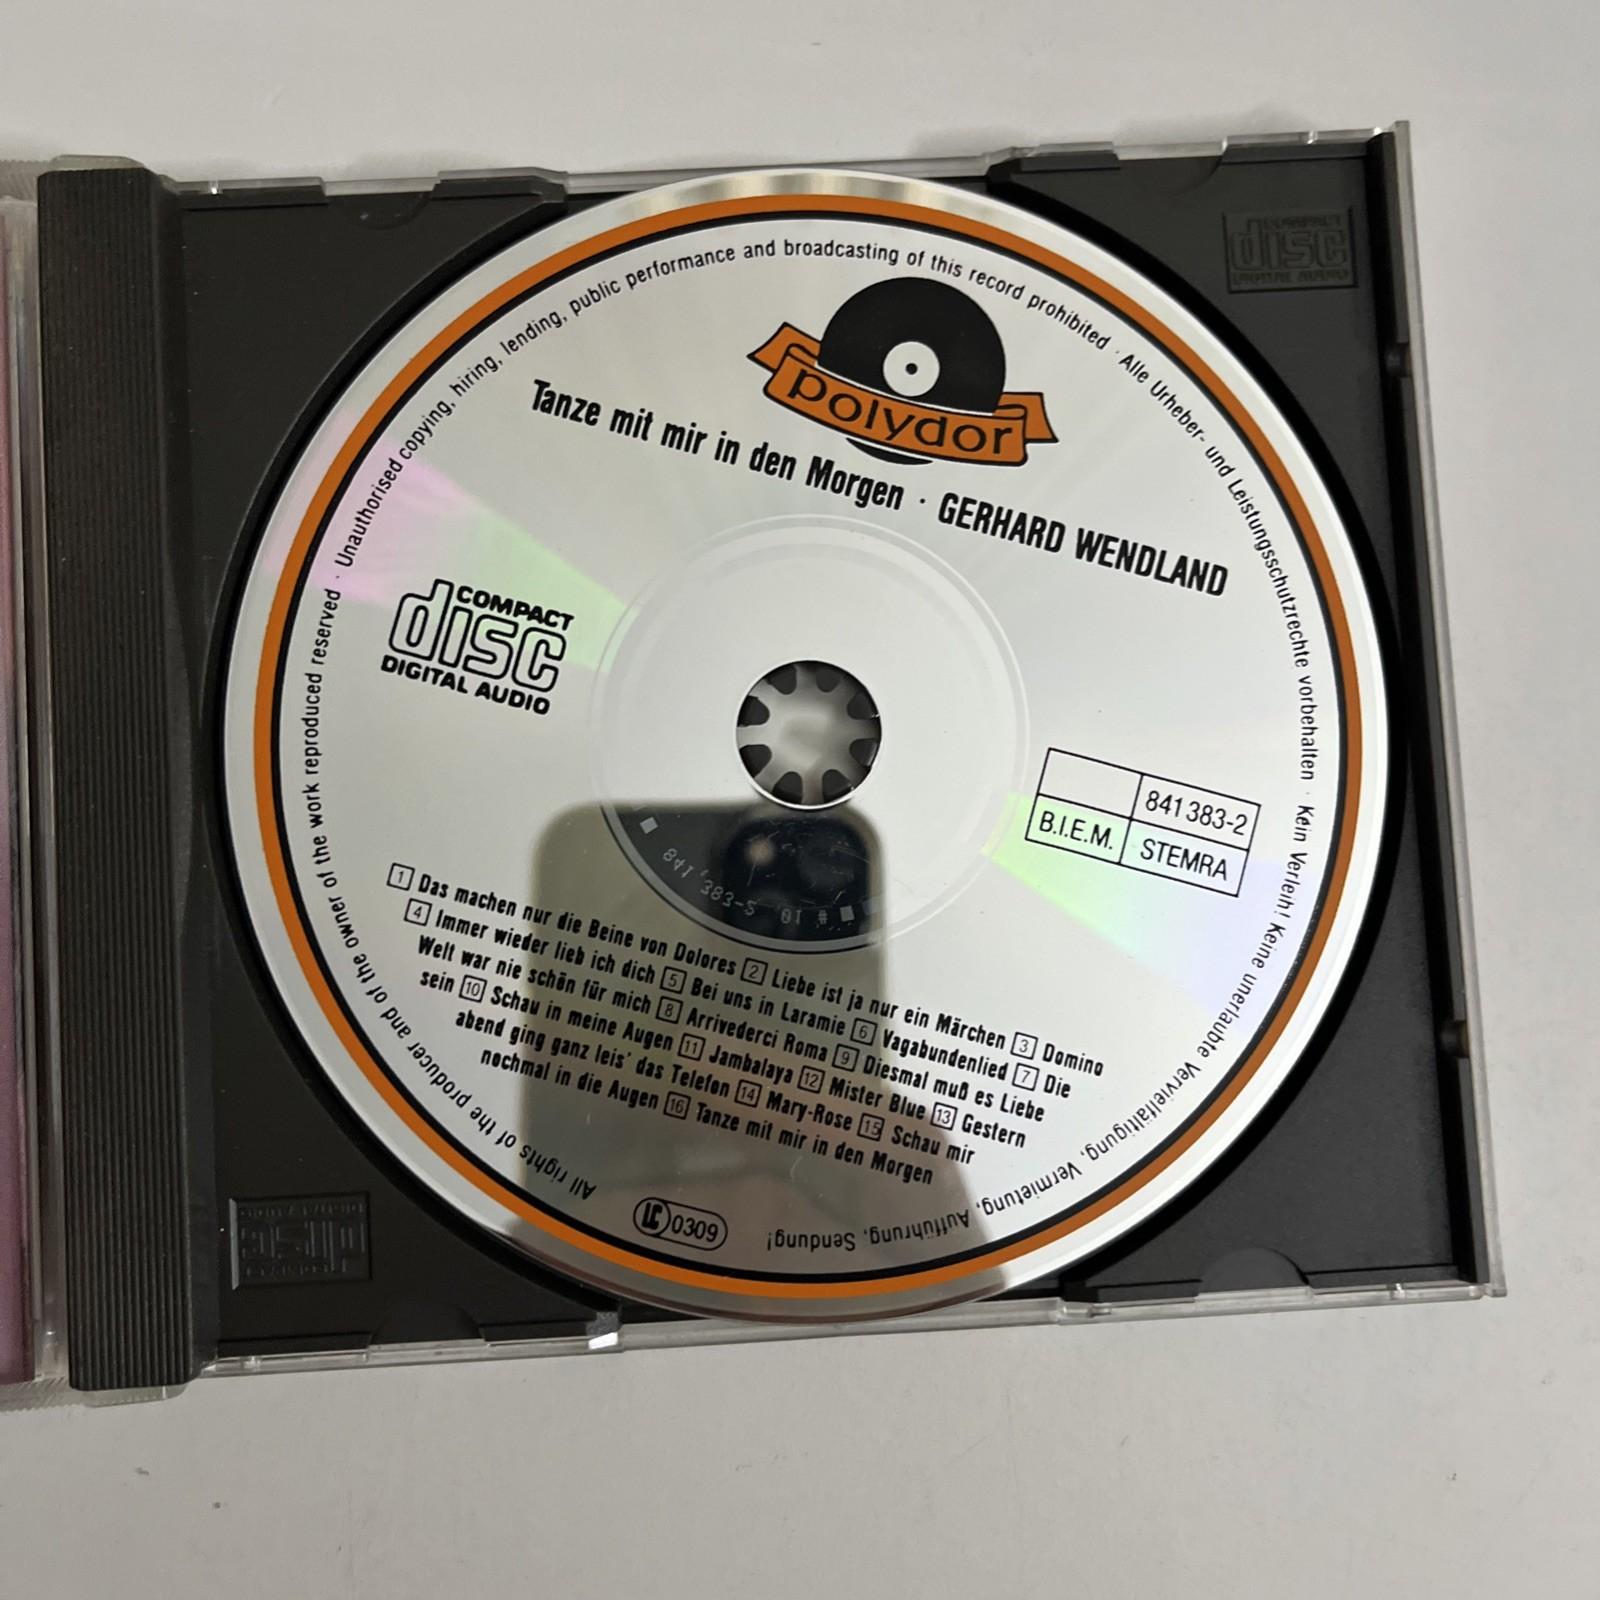 Unauthorised copying, hiring, lending, public performance and broadcasting of this record prohibited · Alle Urheber- und Leistungsschutzrechte vorbehalten · Kein Verleih! Keine unerlaubte Vervielfältigung, Vermietung, Aufführung, Sendung!
All rights of the producer and of the owner of the work reproduced reserved ·
polydor
Tanze mit mir in den Morgen · GERHARD WENDLAND
COMPACT
disc
DIGITAL AUDIO
841 383-2
B.I.E.M. STEMRA
841 383-2 01 #
1 Das machen nur die Beine von Dolores 2 Liebe ist ja nur ein Märchen 3 Domino
4 Immer wieder lieb ich dich 5 Bei uns in Laramie 6 Vagabundenlied 7 Die
Welt war nie schön für mich 8 Arrivederci Roma 9 Diesmal muß es Liebe
sein 10 Schau in meine Augen 11 Jambalaya 12 Mister Blue 13 Gestern
abend ging ganz leis' das Telefon 14 Mary-Rose 15 Schau mir
nochmal in die Augen 16 Tanze mit mir in den Morgen
LC 0309
COMPACT
disc
DIGITAL AUDIO
COMPACT
disc
DIGITAL AUDIO